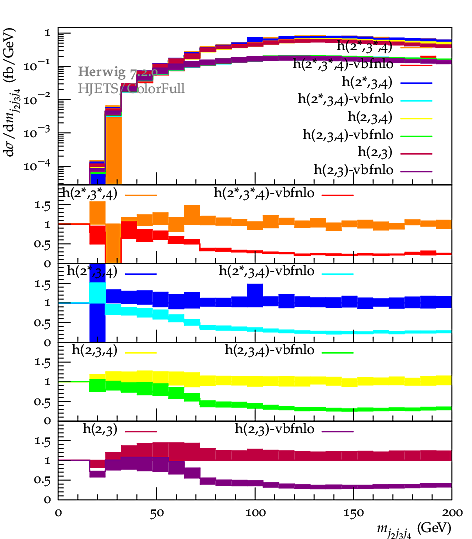 dσ/dm_{j2j3j4} (fb/GeV)
1
10⁻¹
10⁻²
10⁻³
10⁻⁴
h(2*,3*,4)
h(2*,3*,4)-vbfnlo
h(2*,3,4)
h(2*,3,4)-vbfnlo
h(2,3,4)
h(2,3,4)-vbfnlo
h(2,3)
h(2,3)-vbfnlo
HJETS/ColorFull
h(2*,3*,4) h(2*,3*,4)-vbfnlo
1.5
1
0.5
0
h(2*,3,4) h(2*,3,4)-vbfnlo
1.5
1
0.5
0
h(2,3,4) h(2,3,4)-vbfnlo
1.5
1
0.5
0
h(2,3) h(2,3)-vbfnlo
1.5
1
0.5
0
0 50 100 150 200
m_{j2j3j4} [GeV]